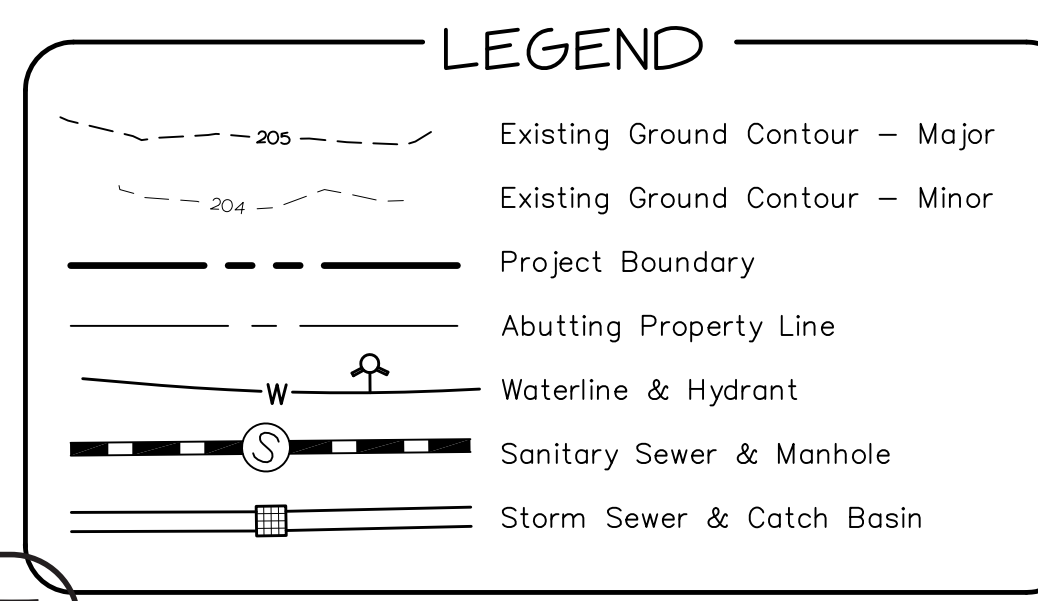 LEGEND
205 Existing Ground Contour – Major
204 Existing Ground Contour – Minor
Project Boundary
Abutting Property Line
W Waterline & Hydrant
S Sanitary Sewer & Manhole
Storm Sewer & Catch Basin